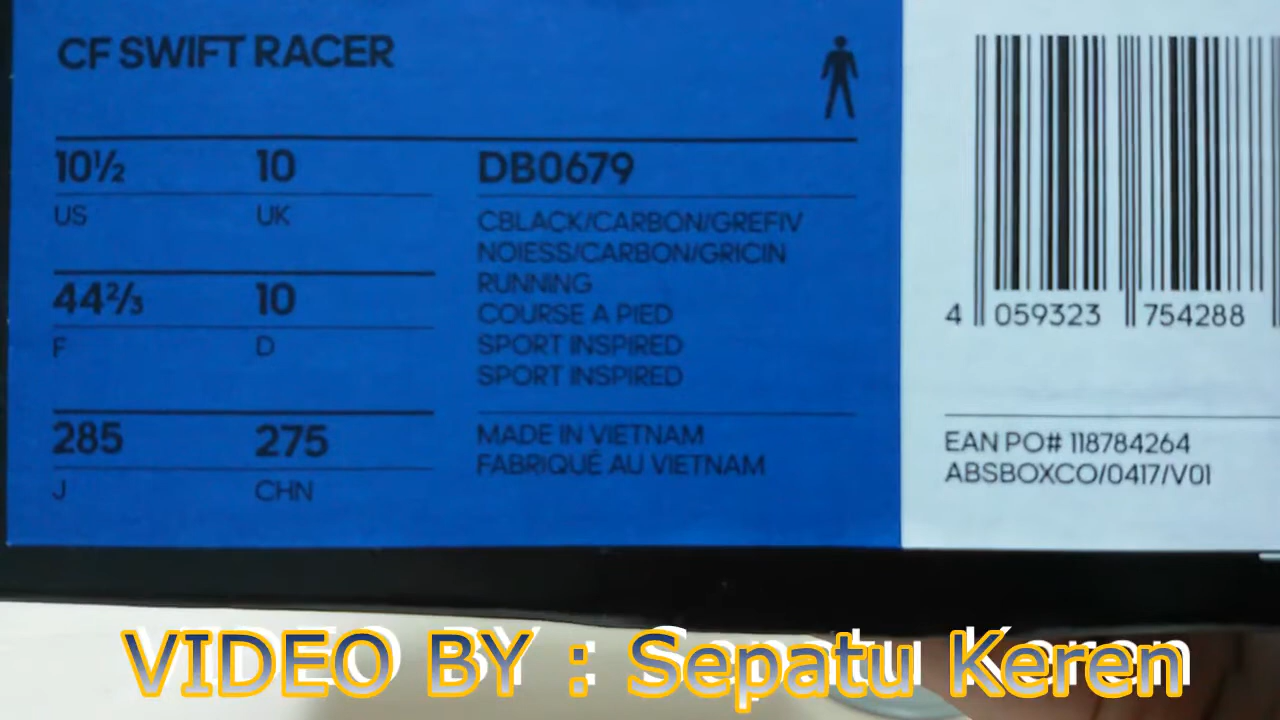 CF SWIFT RACER
10½ 10
US UK
44⅔ 10
F D
285 275
J CHN
DB0679
CBLACK/CARBON/GREFIV
NOIESS/CARBON/GRICIN
RUNNING
COURSE A PIED
SPORT INSPIRED
SPORT INSPIRED
MADE IN VIETNAM
FABRIQUÉ AU VIETNAM
4 059323 754288
EAN PO# 118784264
ABSBOXCO/0417/V01
VIDEO BY : Sepatu Keren